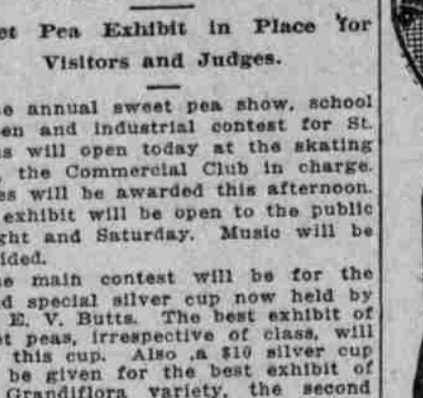 et Pea Exhibit in Place for
Visitors and Judges.
e annual sweet pea show, school
en and industrial contest for St.
s will open today at the skating
, the Commercial Club in charge.
es will be awarded this afternoon.
exhibit will be open to the public
ght and Saturday. Music will be
ided.
e main contest will be for the
d special silver cup now held by
E. V. Butts. The best exhibit of
t peas, irrespective of class, will
this cup. Also ,a $10 silver cup
be given for the best exhibit of
Grandiflora variety, the second